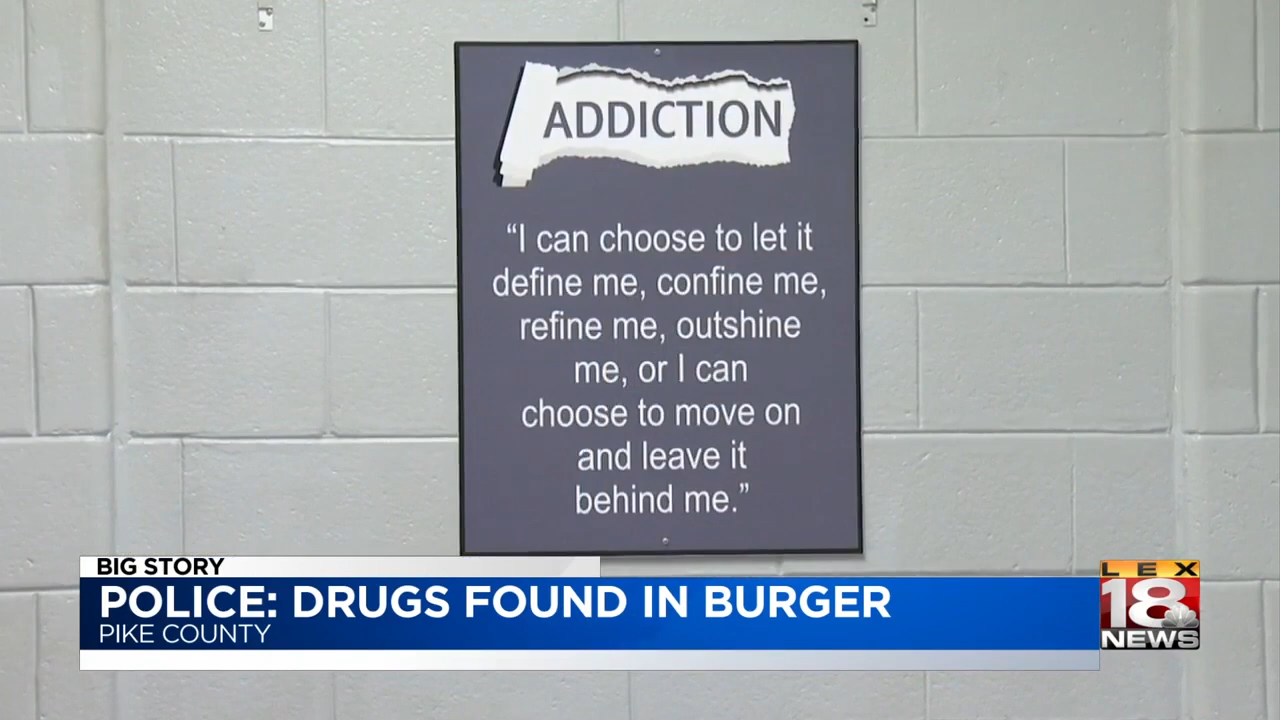 ADDICTION
“I can choose to let it
define me, confine me,
refine me, outshine
me, or I can
choose to move on
and leave it
behind me.”
BIG STORY
POLICE: DRUGS FOUND IN BURGER
PIKE COUNTY
LEX
18
NEWS